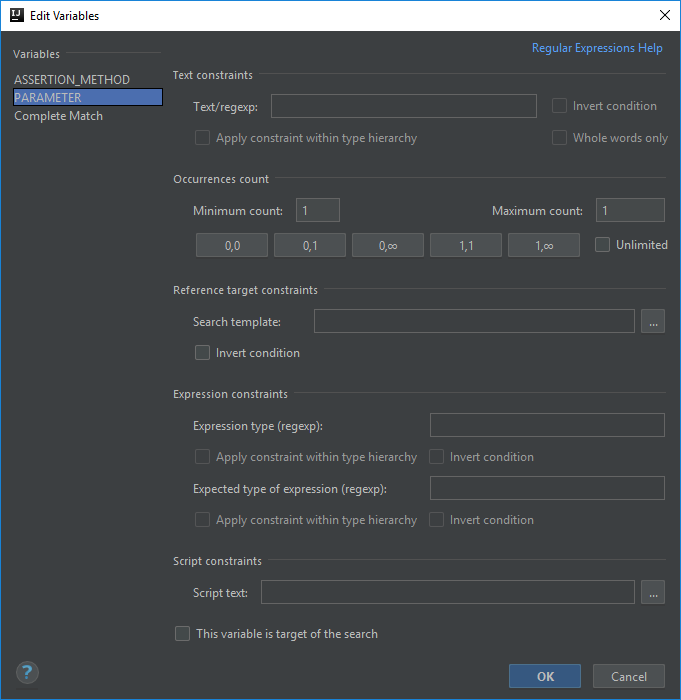 IJ Edit Variables
Variables
ASSERTION_METHOD
PARAMETER
Complete Match
Regular Expressions Help
Text constraints
Text/regexp: Invert condition
Apply constraint within type hierarchy Whole words only
Occurrences count
Minimum count: 1 Maximum count: 1
0,0 0,1 0,∞ 1,1 1,∞ Unlimited
Reference target constraints
Search template: ...
Invert condition
Expression constraints
Expression type (regexp):
Apply constraint within type hierarchy Invert condition
Expected type of expression (regexp):
Apply constraint within type hierarchy Invert condition
Script constraints
Script text: ...
This variable is target of the search
? OK Cancel